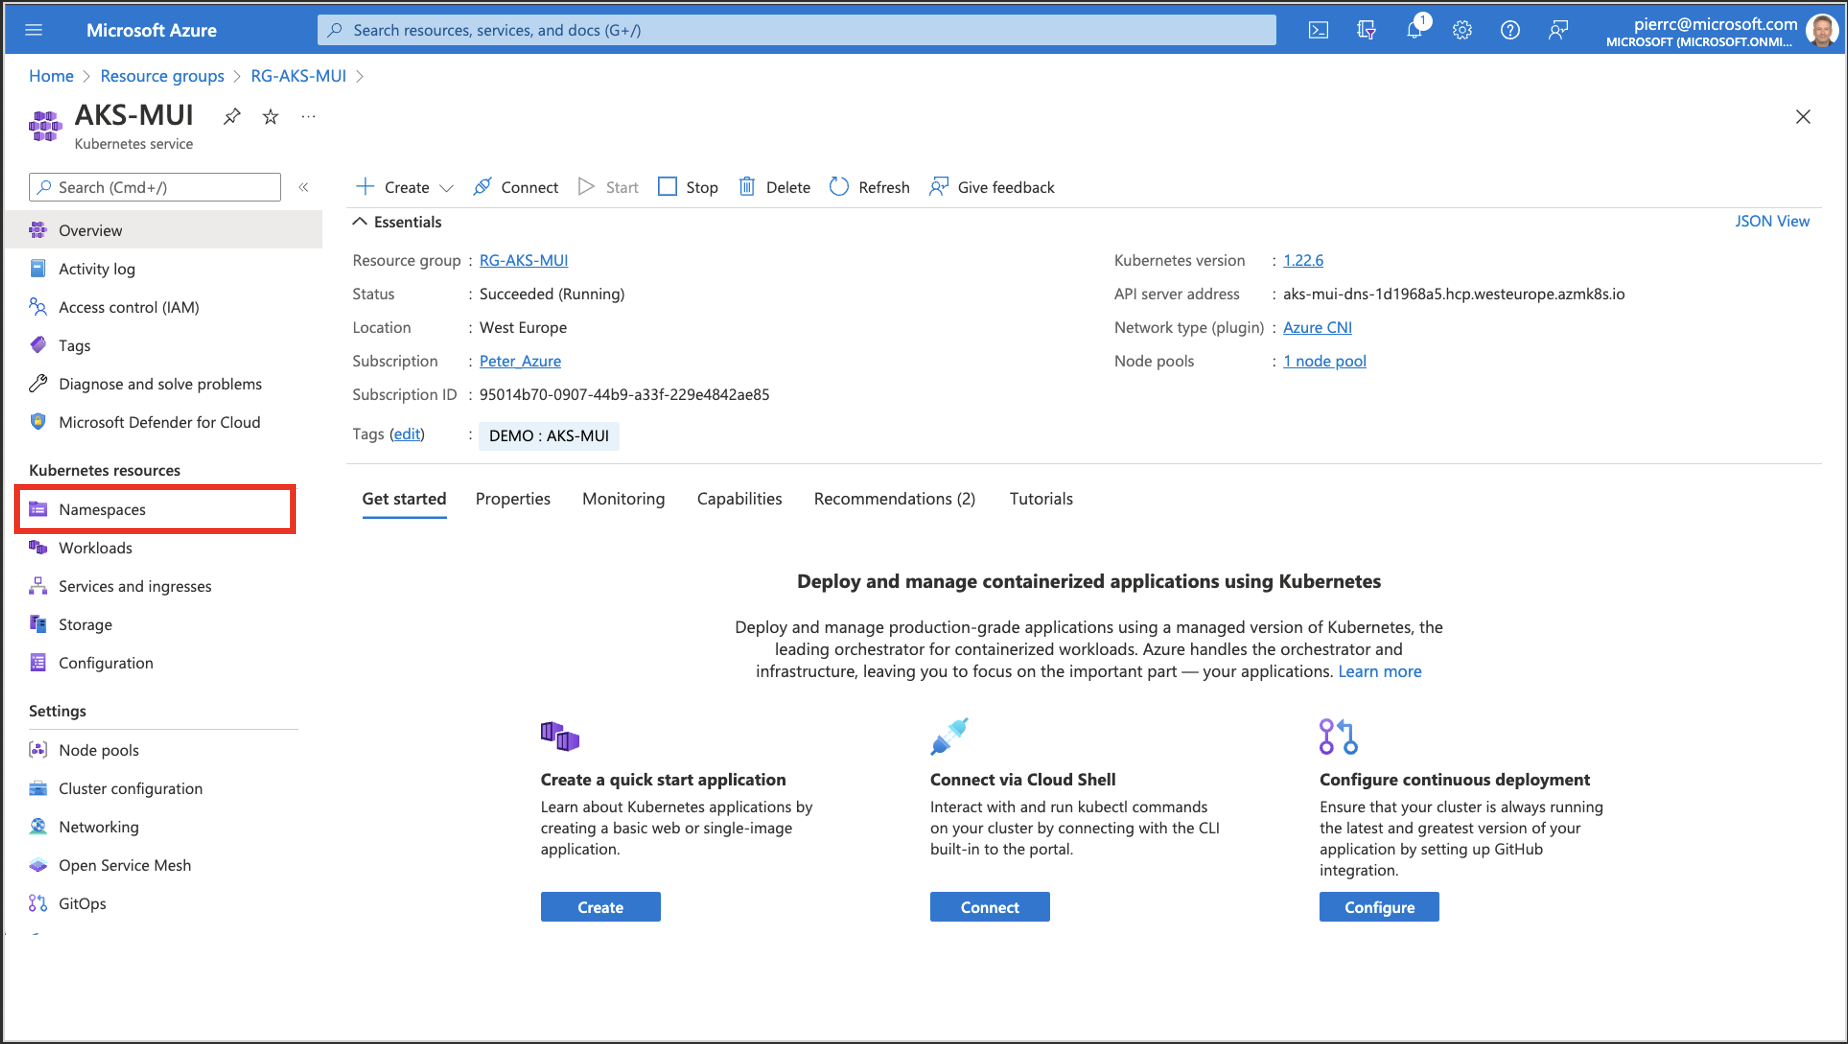 Microsoft Azure
Search resources, services, and docs (G+/)
1
pierrc@microsoft.com
MICROSOFT (MICROSOFT.ONMI...
Home > Resource groups > RG-AKS-MUI >
AKS-MUI
...
Kubernetes service
Search (Cmd+/)
«
Create
Connect
Start
Stop
Delete
Refresh
Give feedback
Overview
Activity log
Access control (IAM)
Tags
Diagnose and solve problems
Microsoft Defender for Cloud
Kubernetes resources
Namespaces
Workloads
Services and ingresses
Storage
Configuration
Settings
Node pools
Cluster configuration
Networking
Open Service Mesh
GitOps
Essentials
JSON View
Resource group : RG-AKS-MUI
Status : Succeeded (Running)
Location : West Europe
Subscription : Peter_Azure
Subscription ID : 95014b70-0907-44b9-a33f-229e4842ae85
Tags (edit) : DEMO : AKS-MUI
Kubernetes version : 1.22.6
API server address : aks-mui-dns-1d1968a5.hcp.westeurope.azmk8s.io
Network type (plugin) : Azure CNI
Node pools : 1 node pool
Get started
Properties
Monitoring
Capabilities
Recommendations (2)
Tutorials
Deploy and manage containerized applications using Kubernetes
Deploy and manage production-grade applications using a managed version of Kubernetes, the
leading orchestrator for containerized workloads. Azure handles the orchestrator and
infrastructure, leaving you to focus on the important part — your applications. Learn more
Create a quick start application
Learn about Kubernetes applications by
creating a basic web or single-image
application.
Create
Connect via Cloud Shell
Interact with and run kubectl commands
on your cluster by connecting with the CLI
built-in to the portal.
Connect
Configure continuous deployment
Ensure that your cluster is always running
the latest and greatest version of your
application by setting up GitHub
integration.
Configure